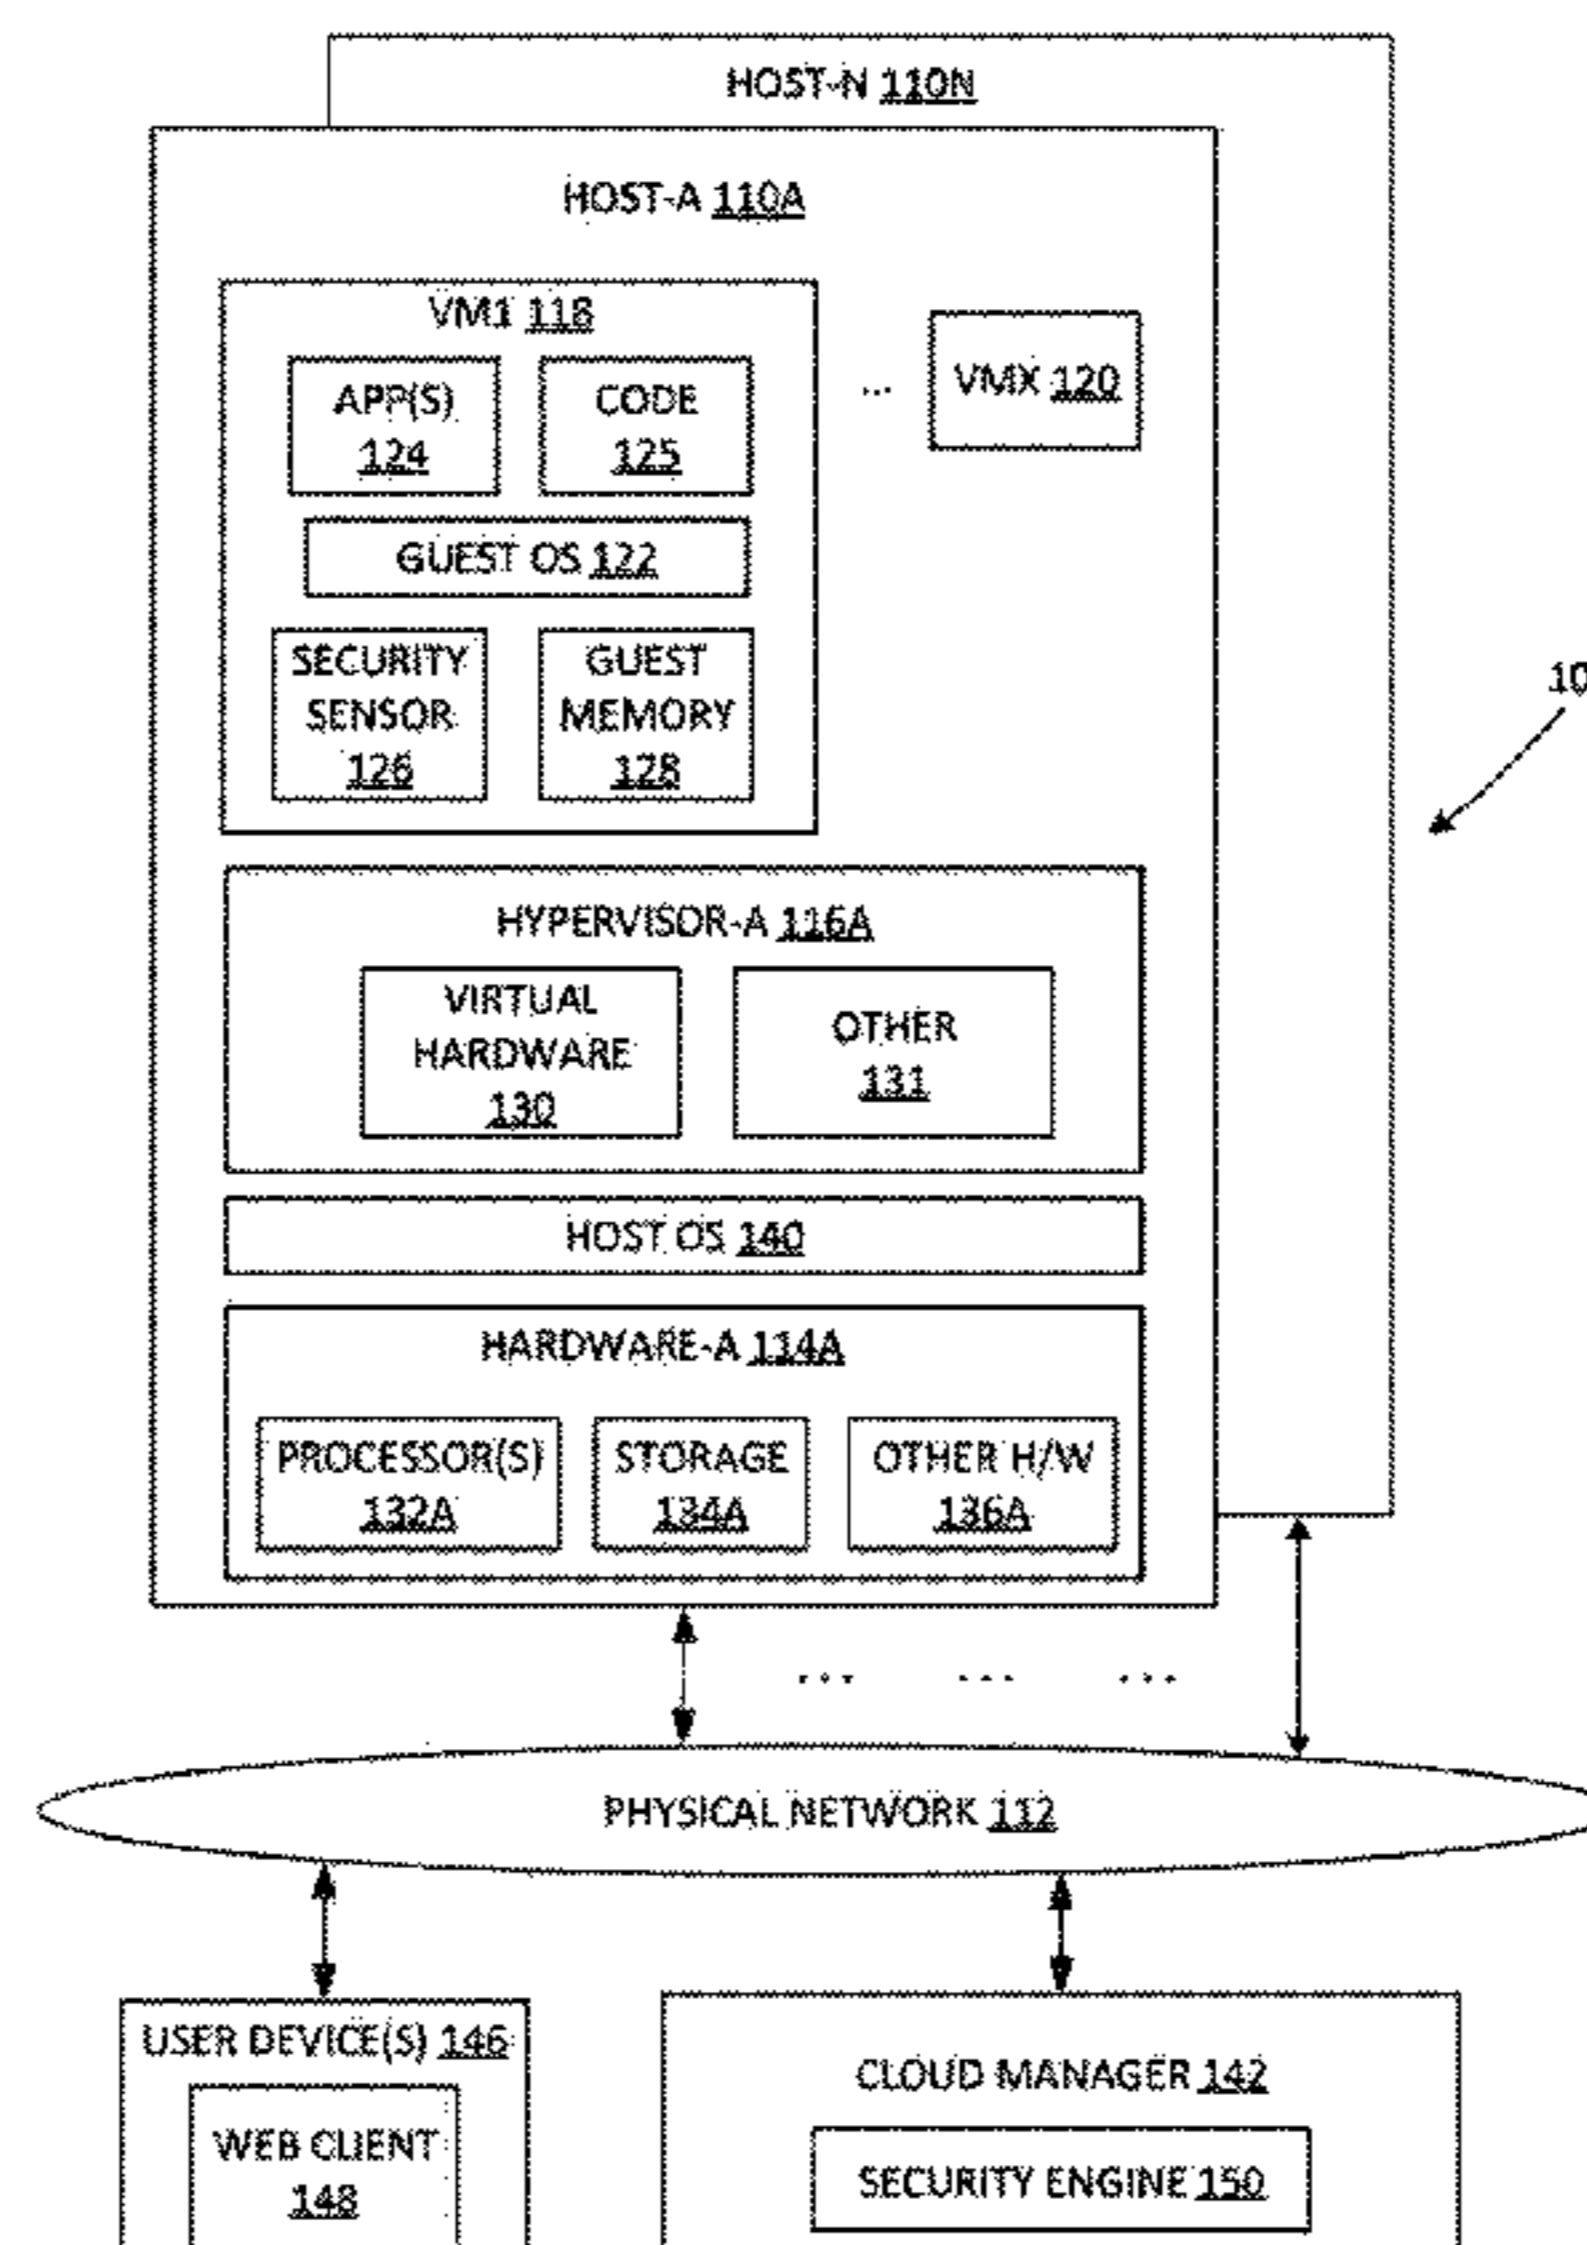 HOST-N 110N
HOST-A 110A
VM1 118
APP(S)
124
CODE
125
...
VMX 120
GUEST OS 122
SECURITY
SENSOR
126
GUEST
MEMORY
128
10
HYPERVISOR-A 116A
VIRTUAL
HARDWARE
130
OTHER
131
HOST OS 140
HARDWARE-A 114A
PROCESSOR(S)
132A
STORAGE
134A
OTHER H/W
136A
... ... ...
PHYSICAL NETWORK 112
USER DEVICE(S) 146
WEB CLIENT
148
CLOUD MANAGER 142
SECURITY ENGINE 150